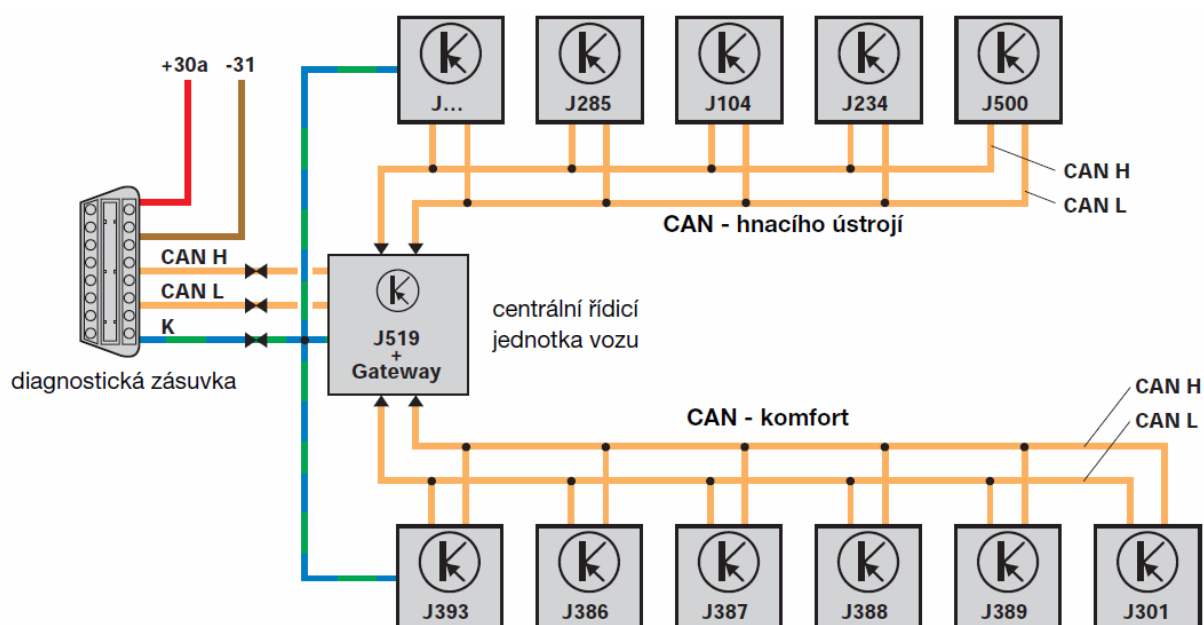 +30a -31
J...
J285
J104
J234
J500
CAN H
CAN L
CAN - hnacího ústrojí
CAN H
CAN L
K
diagnostická zásuvka
J519
+
Gateway
centrální řídicí
jednotka vozu
CAN - komfort
CAN H
CAN L
J393
J386
J387
J388
J389
J301